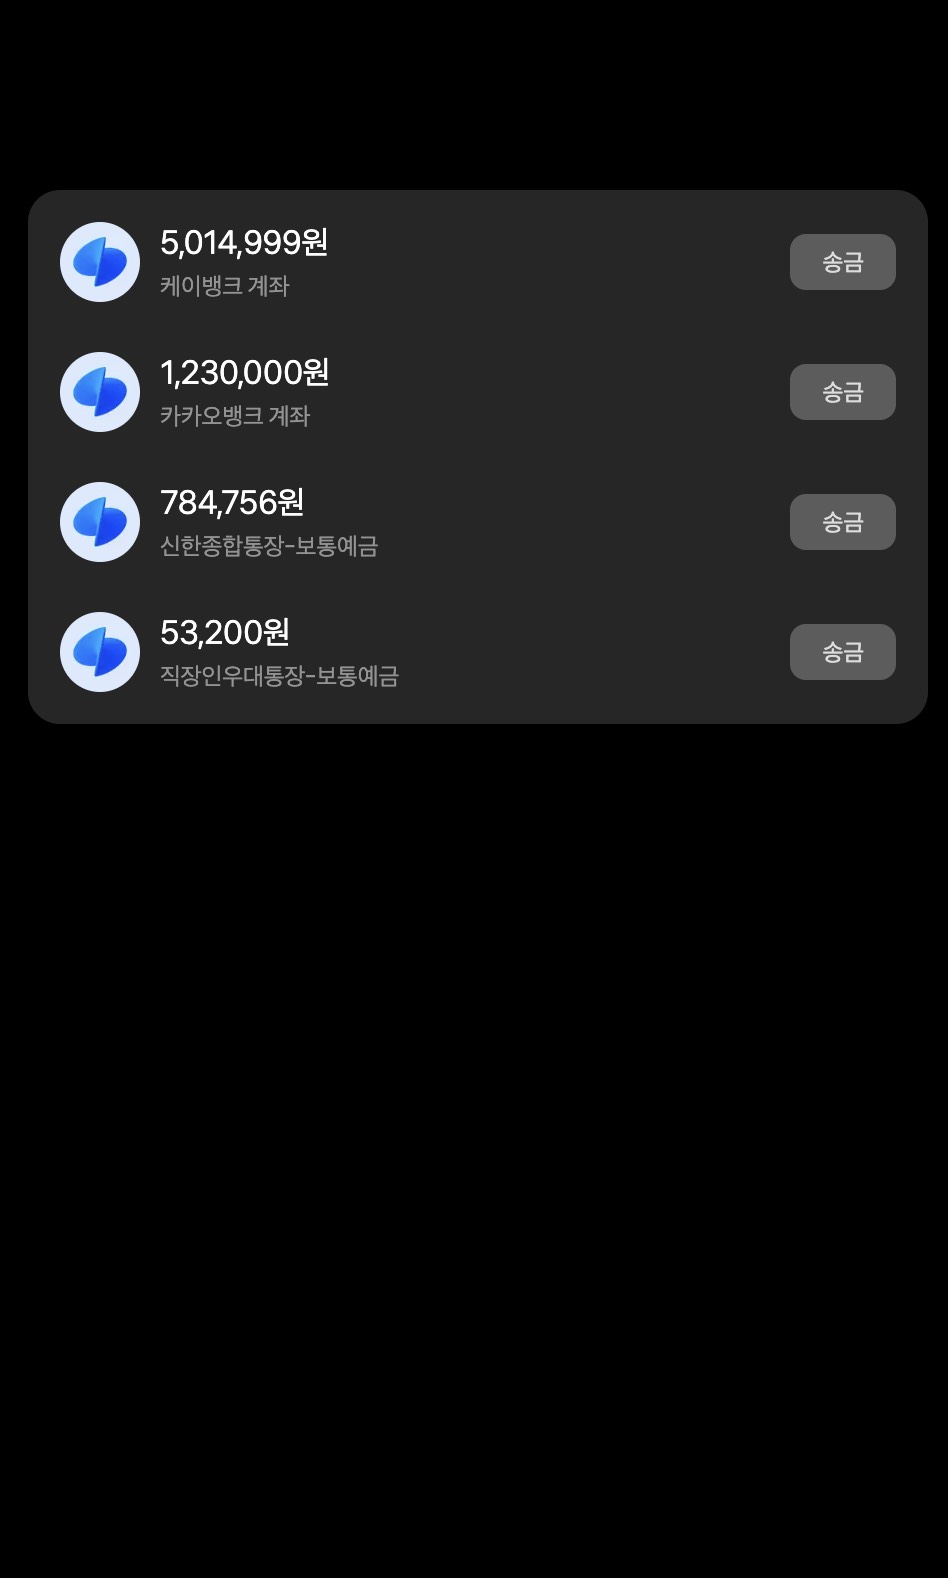 5,014,999원
케이뱅크 계좌
송금
1,230,000원
카카오뱅크 계좌
송금
784,756원
신한종합통장-보통예금
송금
53,200원
직장인우대통장-보통예금
송금